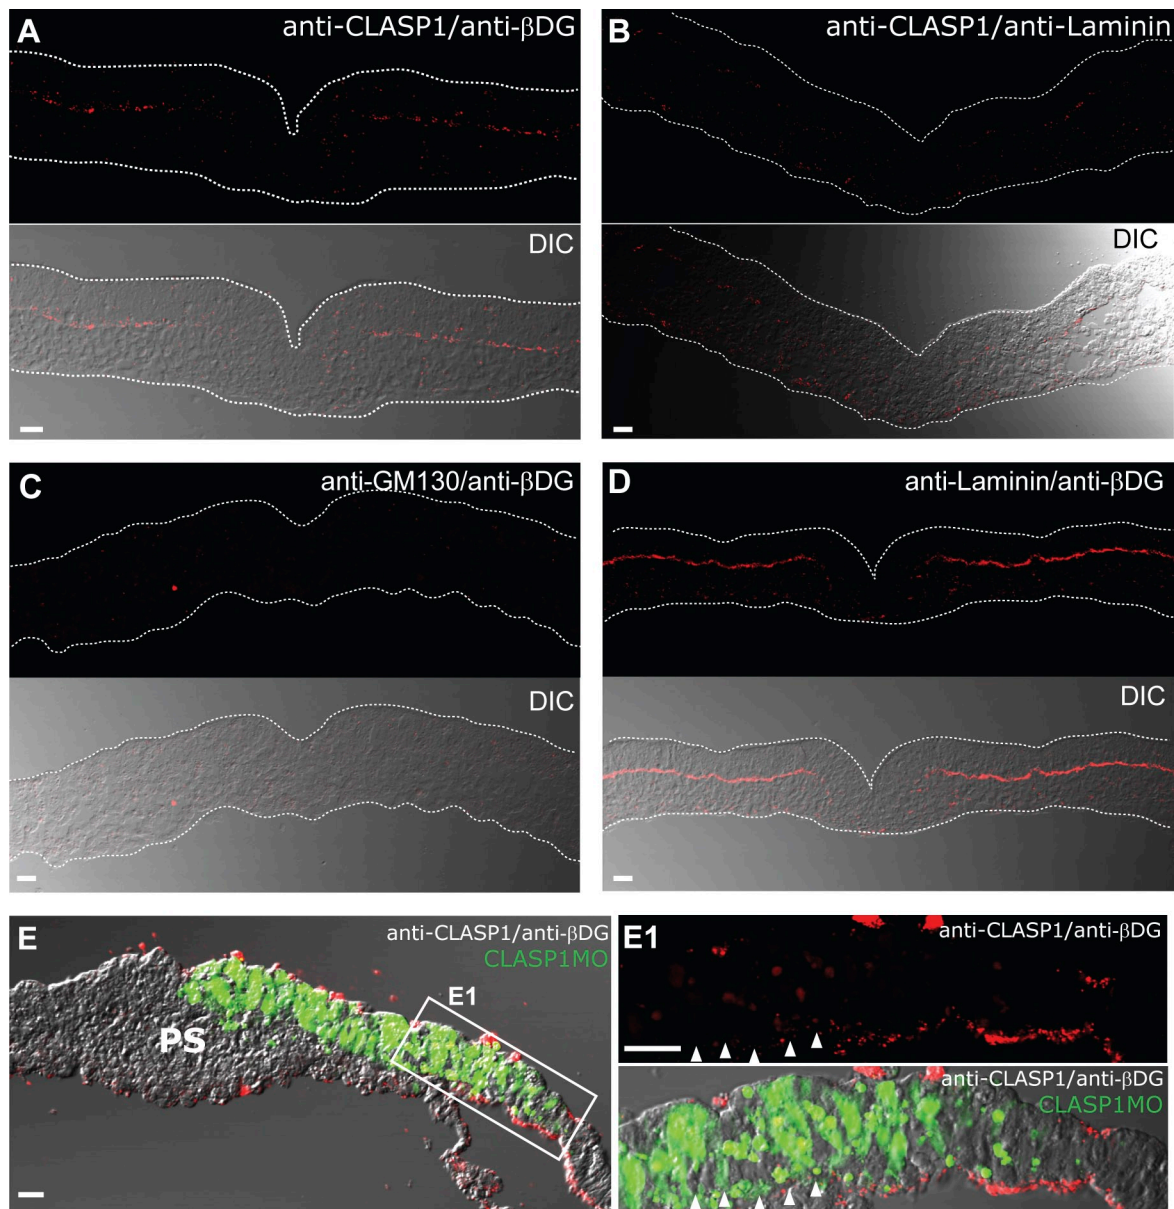 A
anti-CLASP1/anti-βDG
DIC
B
anti-CLASP1/anti-Laminin
DIC
C
anti-GM130/anti-βDG
DIC
D
anti-Laminin/anti-βDG
DIC
E
anti-CLASP1/anti-βDG
CLASP1MO
E1
PS
E1
anti-CLASP1/anti-βDG
anti-CLASP1/anti-βDG
CLASP1MO